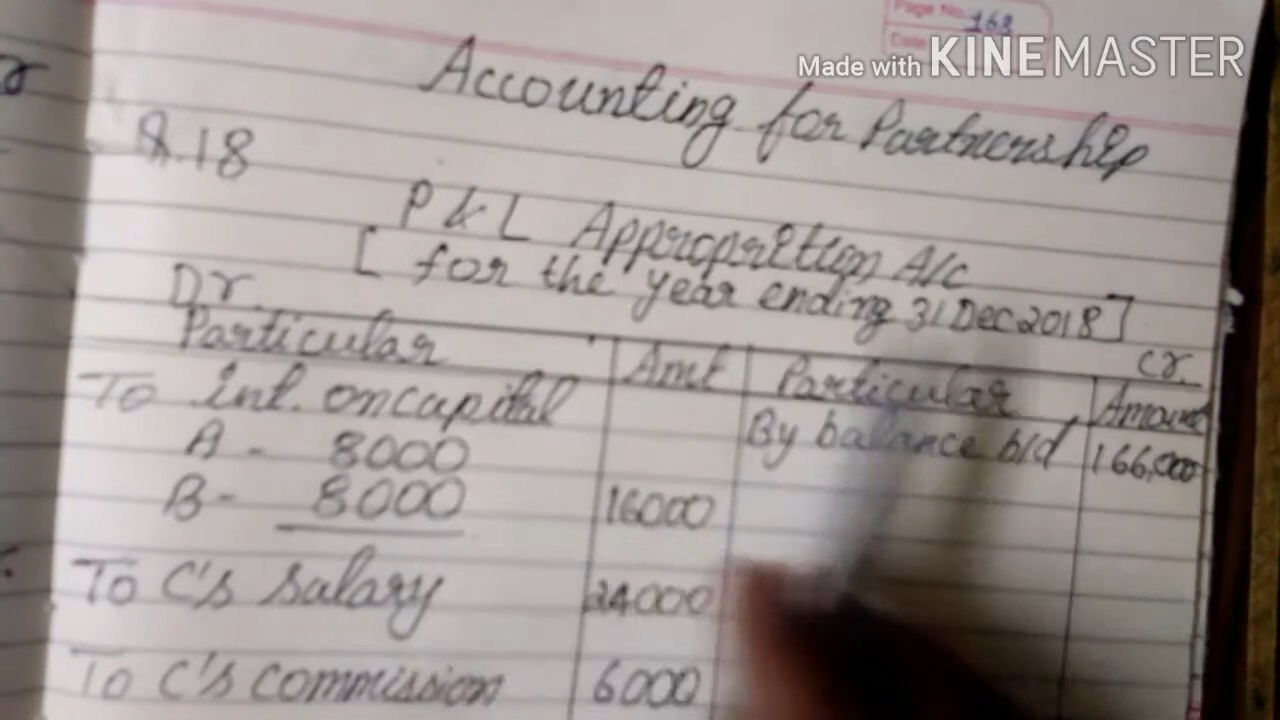 Page No. 168
Date
Made with KINEMASTER
Accounting for Partnership
Q.18
P & L Approprition A/c
[ for the year ending 31 Dec 2018 ]
Dr. Cr.
Particular Amt Particular Amount
To Int. on capital By balance b/d 166,000
A - 8000
B - 8000 16000
To C's salary 24000
To C's commission 6000